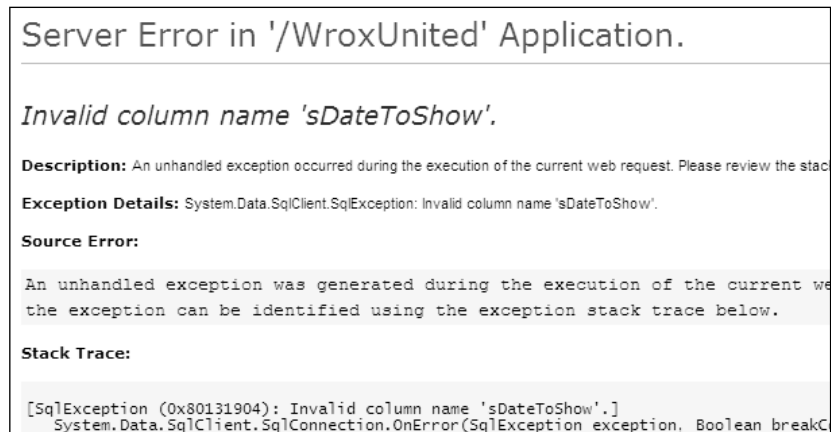 Server Error in '/WroxUnited' Application.
Invalid column name 'sDateToShow'.
Description: An unhandled exception occurred during the execution of the current web request. Please review the stac
Exception Details: System.Data.SqlClient.SqlException: Invalid column name 'sDateToShow'.
Source Error:
An unhandled exception was generated during the execution of the current we
the exception can be identified using the exception stack trace below.
Stack Trace:
[SqlException (0x80131904): Invalid column name 'sDateToShow'.]
System.Data.SqlClient.SqlConnection.OnError(SqlException exception, Boolean breakC